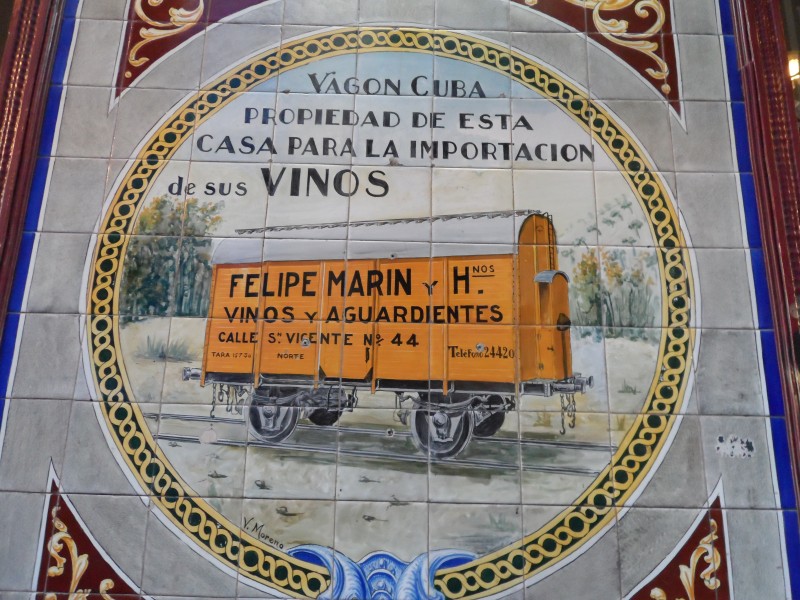 VAGON CUBA
PROPIEDAD DE ESTA
CASA PARA LA IMPORTACION
de sus VINOS
FELIPE MARIN Y Hnos.
VINOS Y AGUARDIENTES
CALLE Sn VICENTE No 44
TARA
NORTE
Teléfono 24420
V. Moreno